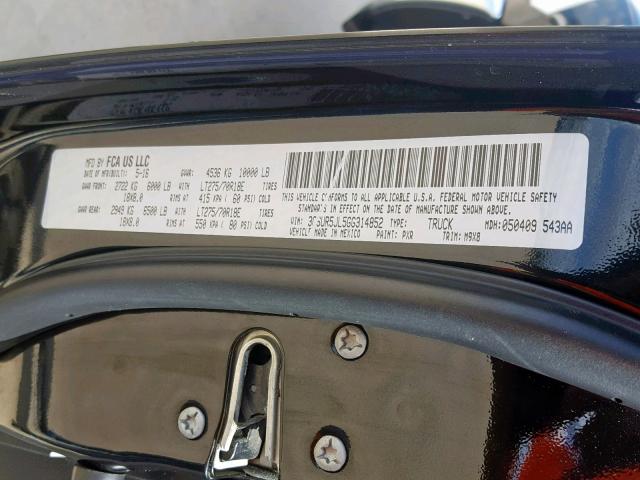 MFD BY FCA US LLC
DATE OF MFR(BUILT): 5-16 GVWR: 4536 KG 10000 LB
GAWR FRONT: 2722 KG 6000 LB WITH LT275/70R18E TIRES
18X8.0 RIMS AT 415 KPA ( 60 PSI) COLD
GAWR REAR: 2949 KG 6500 LB WITH LT275/70R18E TIRES
18X8.0 RIMS AT 550 KPA ( 80 PSI) COLD
THIS VEHICLE CONFORMS TO ALL APPLICABLE U.S.A. FEDERAL MOTOR VEHICLE SAFETY
STANDARDS IN EFFECT ON THE DATE OF MANUFACTURE SHOWN ABOVE.
VIN: TYPE: TRUCK MDH: 050409 543AA
VEHICLE MADE IN MEXICO PAINT: PXR TRIM: M9X8